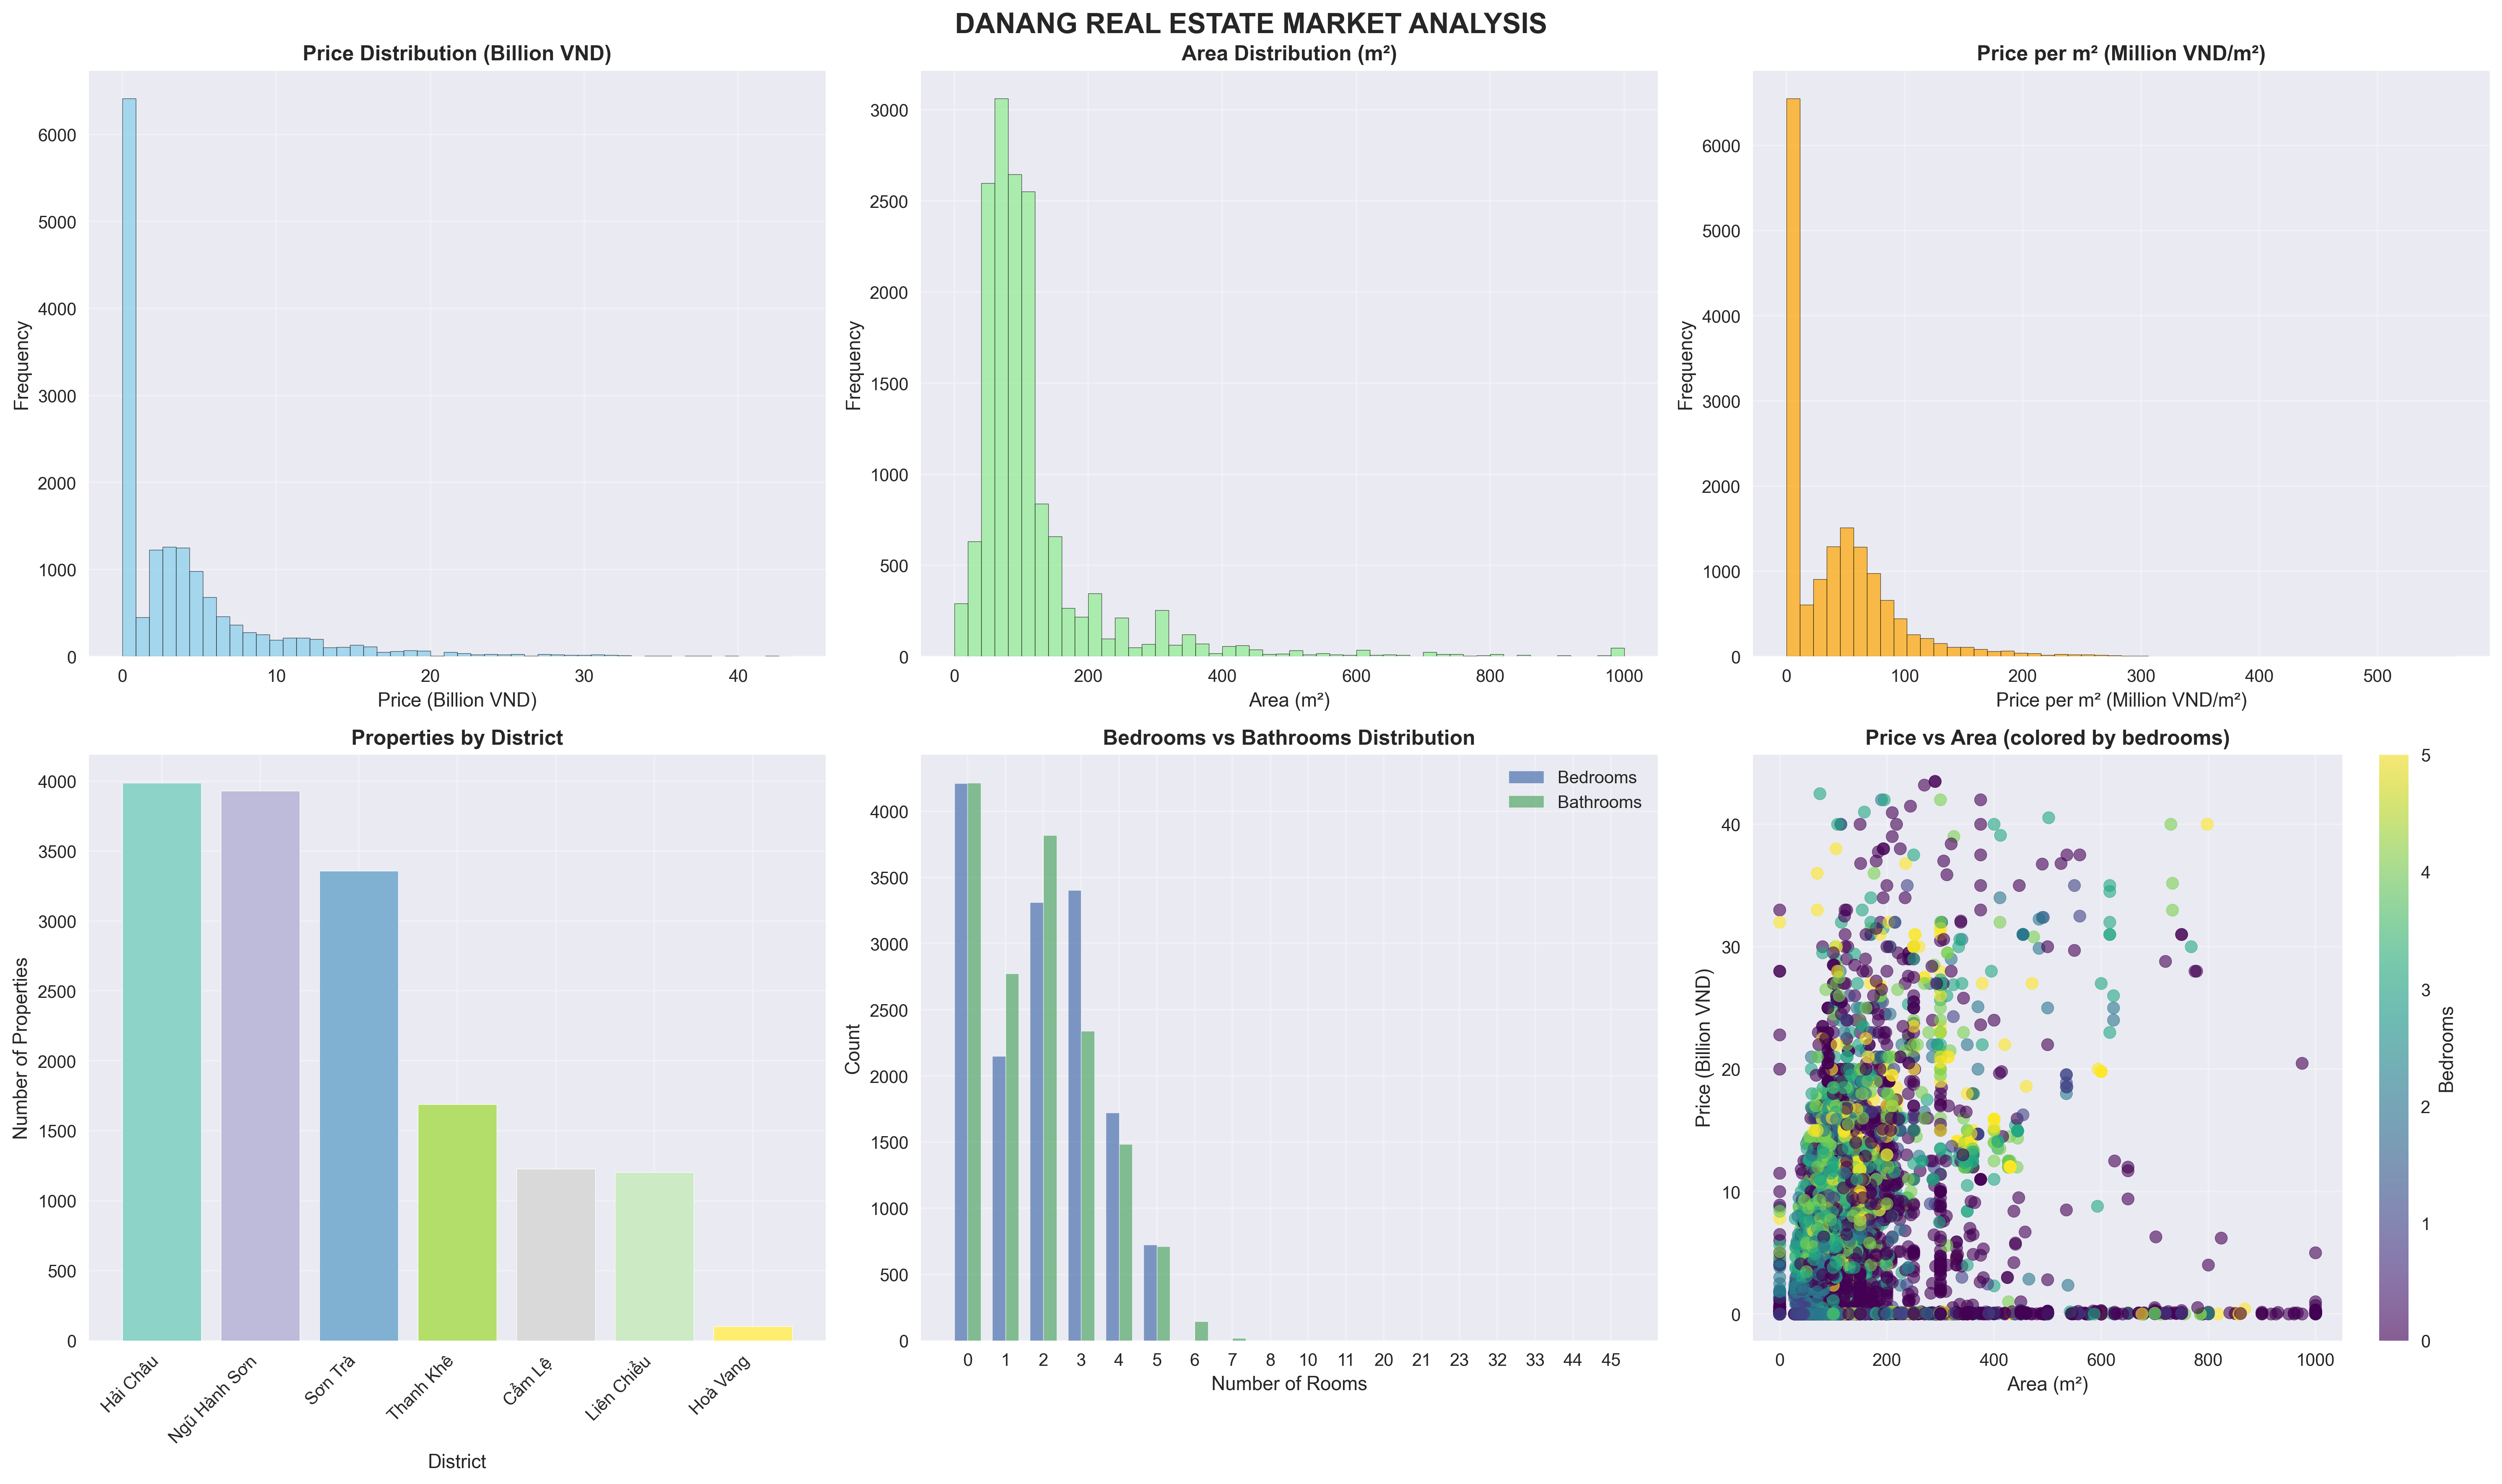 DANANG REAL ESTATE MARKET ANALYSIS
Price Distribution (Billion VND)
Frequency
6000
5000
4000
3000
2000
1000
0
0 10 20 30 40
Price (Billion VND)
Area Distribution (m²)
Frequency
3000
2500
2000
1500
1000
500
0
0 200 400 600 800 1000
Area (m²)
Price per m² (Million VND/m²)
Frequency
6000
5000
4000
3000
2000
1000
0
0 100 200 300 400 500
Price per m² (Million VND/m²)
Properties by District
Number of Properties
4000
3500
3000
2500
2000
1500
1000
500
0
Hải Châu
Ngũ Hành Sơn
Sơn Trà
Thanh Khê
Cẩm Lệ
Liên Chiểu
Hoà Vang
District
Bedrooms vs Bathrooms Distribution
Bedrooms
Bathrooms
Count
4000
3500
3000
2500
2000
1500
1000
500
0
0 1 2 3 4 5 6 7 8 10 11 20 21 23 32 33 44 45
Number of Rooms
Price vs Area (colored by bedrooms)
Price (Billion VND)
40
30
20
10
0
0 200 400 600 800 1000
Area (m²)
5
4
3
2
1
0
Bedrooms